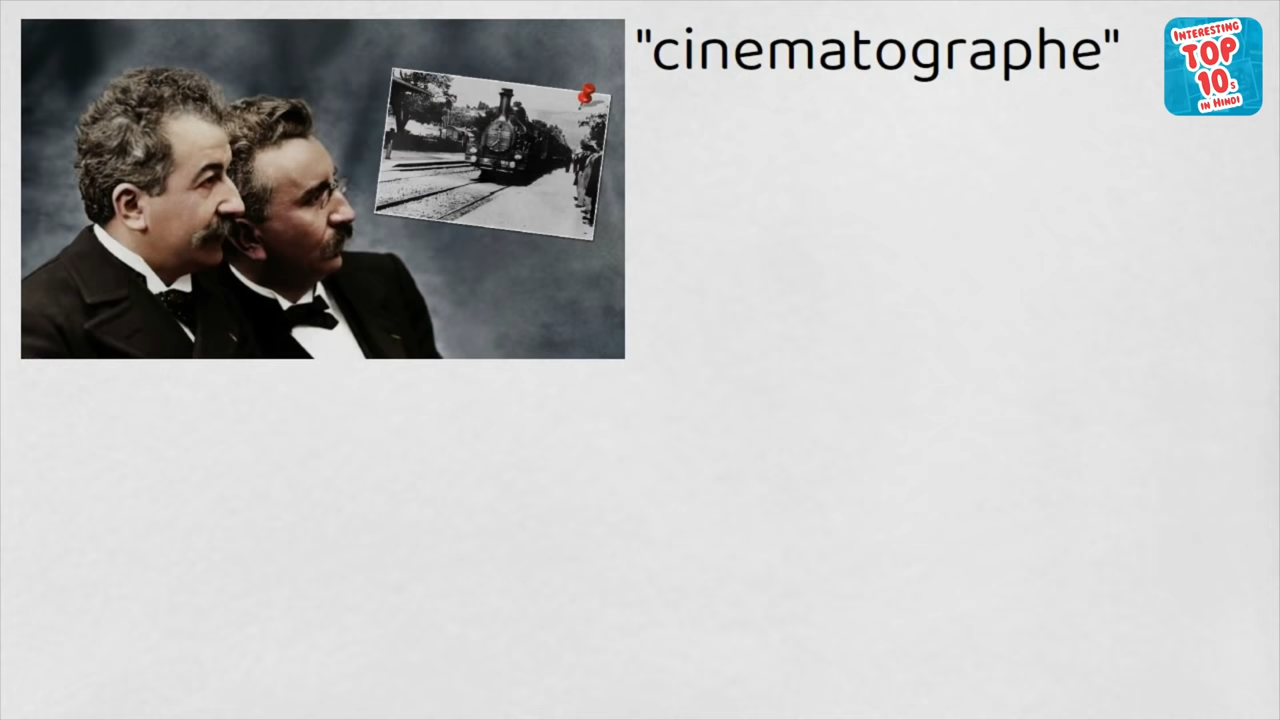 "cinematographe"
INTERESTING
TOP
10s
IN HINDI